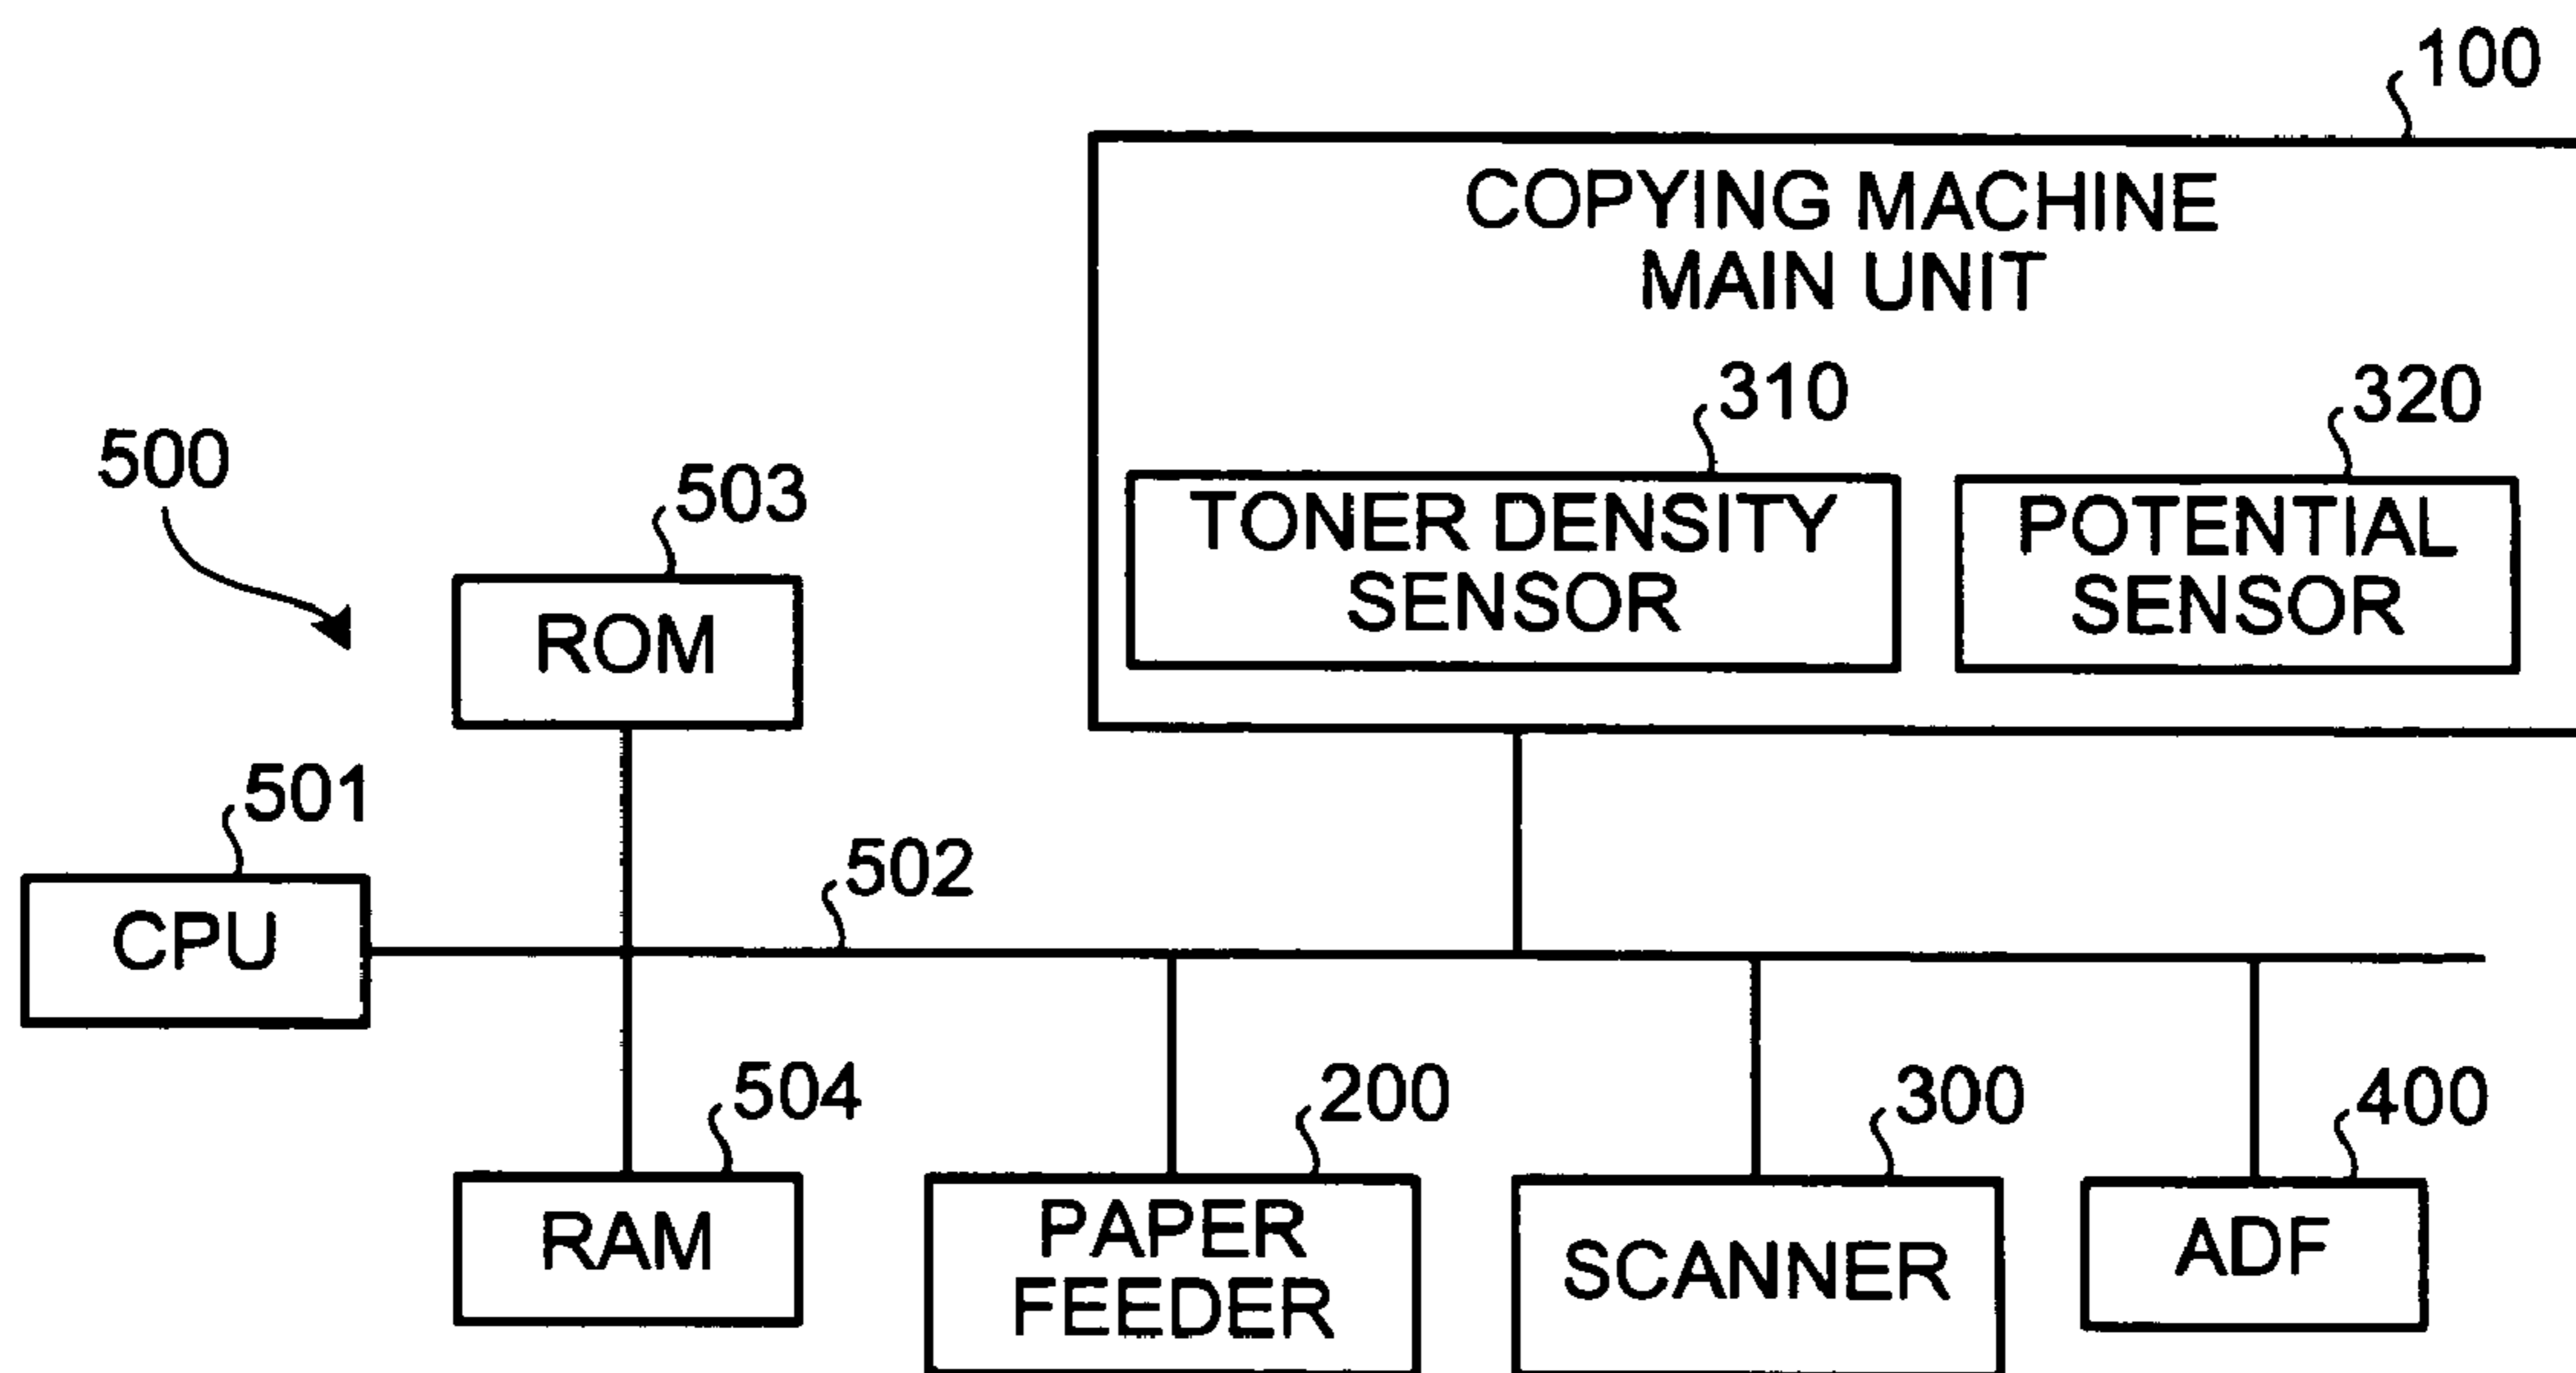 100
COPYING MACHINE
MAIN UNIT
310
320
TONER DENSITY
SENSOR
POTENTIAL
SENSOR
500
503
ROM
501
CPU
502
504
RAM
200
PAPER
FEEDER
300
SCANNER
400
ADF